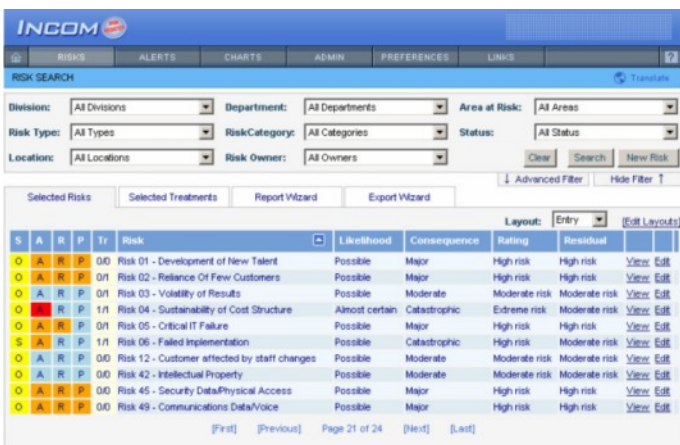 INCOM
RISKS ALERTS CHARTS ADMIN PREFERENCES LINKS ?
RISK SEARCH Translate
Division: All Divisions Department: All Departments Area at Risk: All Areas
Risk Type: All Types RiskCategory: All Categories Status: All Status
Location: All Locations Risk Owner: All Owners Clear Search New Risk
↓ Advanced Filter Hide Filter ↑
Selected Risks Selected Treatments Report Wizard Export Wizard
Layout: Entry [Edit Layouts]
S A R P Tr Risk Likelihood Consequence Rating Residual
O A R P 0/0 Risk 01 - Development of New Talent Possible Major High risk High risk View Edit
O A R P 0/1 Risk 02 - Reliance Of Few Customers Possible Major High risk High risk View Edit
O A R P 0/1 Risk 03 - Volatility of Results Possible Moderate Moderate risk Moderate risk View Edit
O A R P 1/1 Risk 04 - Sustainability of Cost Structure Almost certain Catastrophic Extreme risk Moderate risk View Edit
O A R P 0/1 Risk 05 - Critical IT Failure Possible Major High risk High risk View Edit
S A R P 1/1 Risk 06 - Failed Implementation Possible Catastrophic High risk High risk View Edit
O A R P 0/0 Risk 12 - Customer affected by staff changes Possible Moderate Moderate risk Moderate risk View Edit
O A R P 0/0 Risk 42 - Intellectual Property Possible Moderate Moderate risk Moderate risk View Edit
O A R P 0/0 Risk 45 - Security Data/Physical Access Possible Major High risk High risk View Edit
O A R P 0/0 Risk 49 - Communications Data/Voice Possible Major High risk High risk View Edit
[First] [Previous] Page 21 of 24 [Next] [Last]